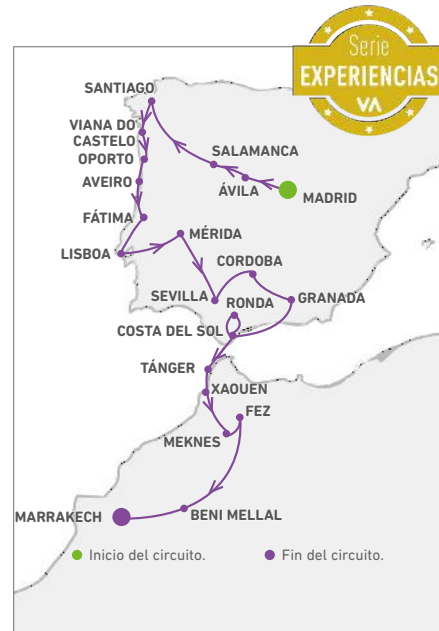 Serie
EXPERIENCIAS
VA
SANTIAGO
VIANA DO
CASTELO
OPORTO
AVEIRO
FÁTIMA
LISBOA
SALAMANCA
ÁVILA
MADRID
MÉRIDA
CORDOBA
SEVILLA
RONDA
GRANADA
COSTA DEL SOL
TÁNGER
XAOUEN
FEZ
MEKNES
MARRAKECH
BENI MELLAL
Inicio del circuito.
Fin del circuito.